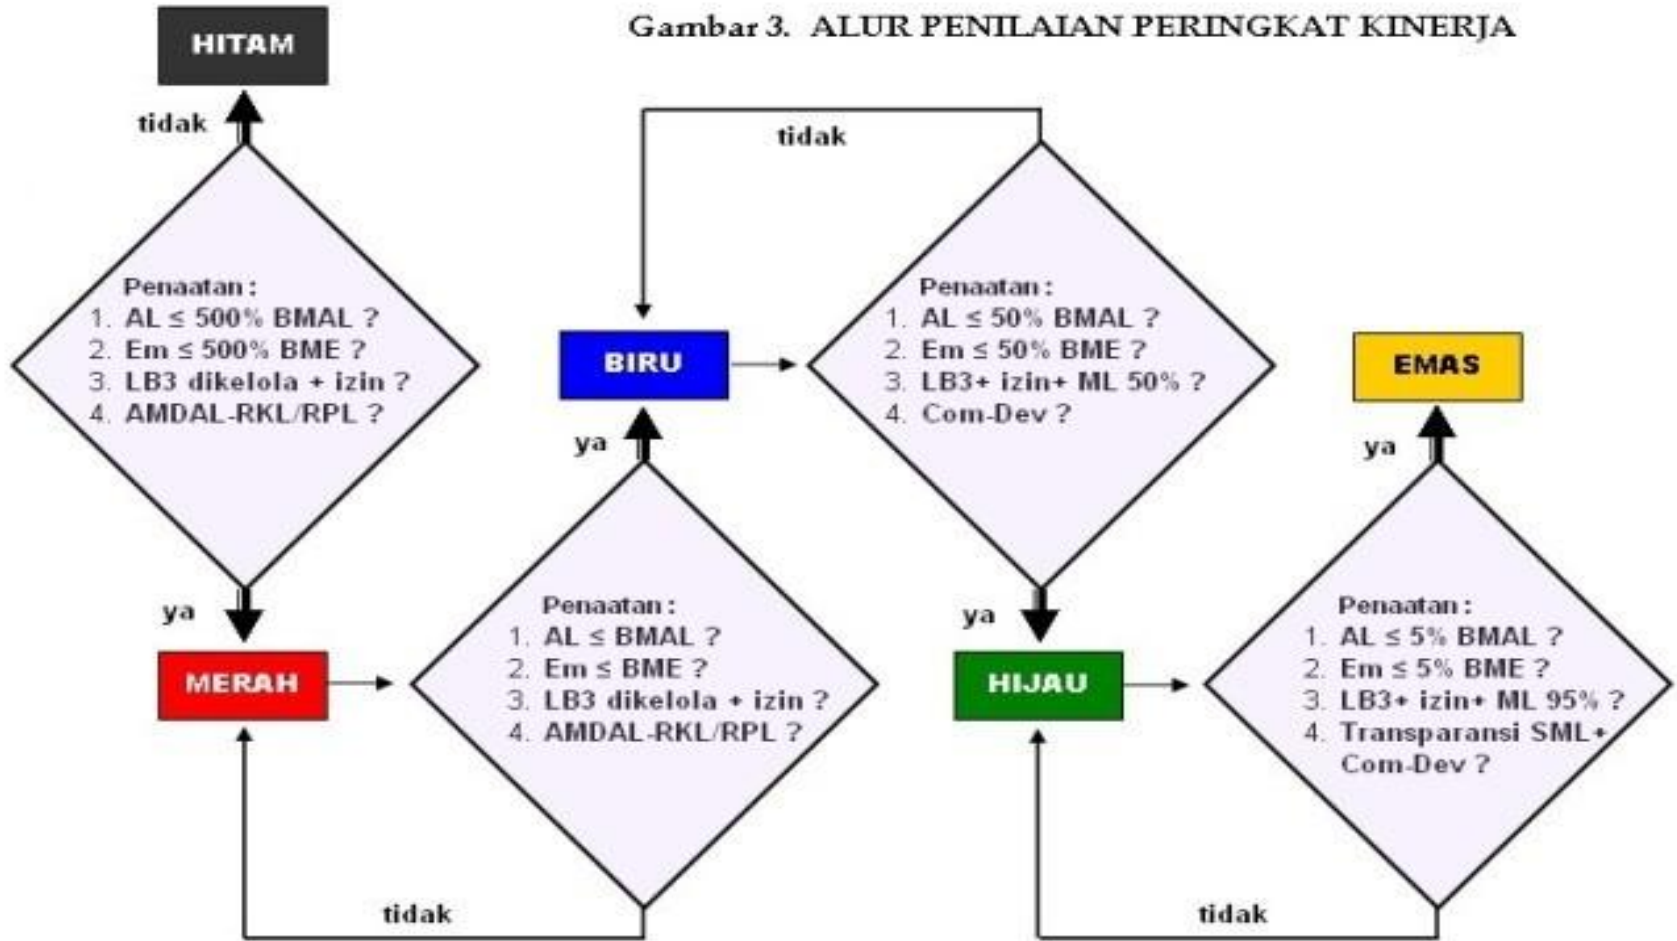 Gambar 3. ALUR PENILAIAN PERINGKAT KINERJA
HITAM
tidak
Penaatan :
1. AL ≤ 500% BMAL ?
2. Em ≤ 500% BME ?
3. LB3 dikelola + izin ?
4. AMDAL-RKL/RPL ?
ya
MERAH
Penaatan :
1. AL ≤ BMAL ?
2. Em ≤ BME ?
3. LB3 dikelola + izin ?
4. AMDAL-RKL/RPL ?
tidak
ya
BIRU
tidak
Penaatan :
1. AL ≤ 50% BMAL ?
2. Em ≤ 50% BME ?
3. LB3+ izin+ ML 50% ?
4. Com-Dev ?
ya
HIJAU
Penaatan :
1. AL ≤ 5% BMAL ?
2. Em ≤ 5% BME ?
3. LB3+ izin+ ML 95% ?
4. Transparansi SML+
Com-Dev ?
tidak
ya
EMAS